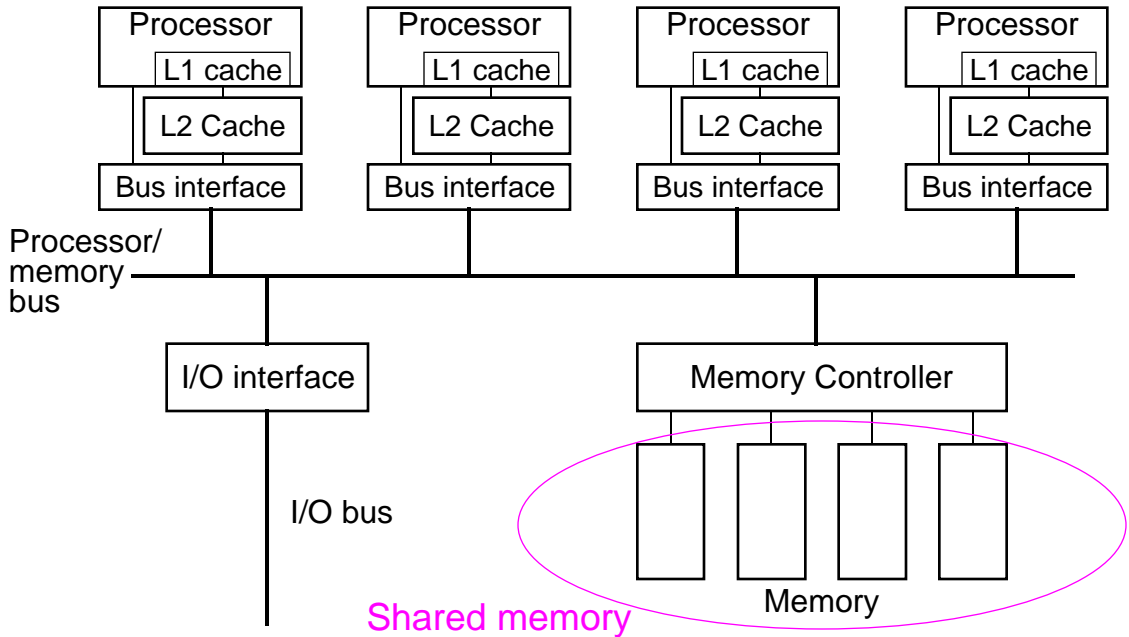 Processor
Processor
Processor
Processor
L1 cache
L1 cache
L1 cache
L1 cache
L2 Cache
L2 Cache
L2 Cache
L2 Cache
Bus interface
Bus interface
Bus interface
Bus interface
Processor/
memory
bus
I/O interface
Memory Controller
I/O bus
Memory
Shared memory